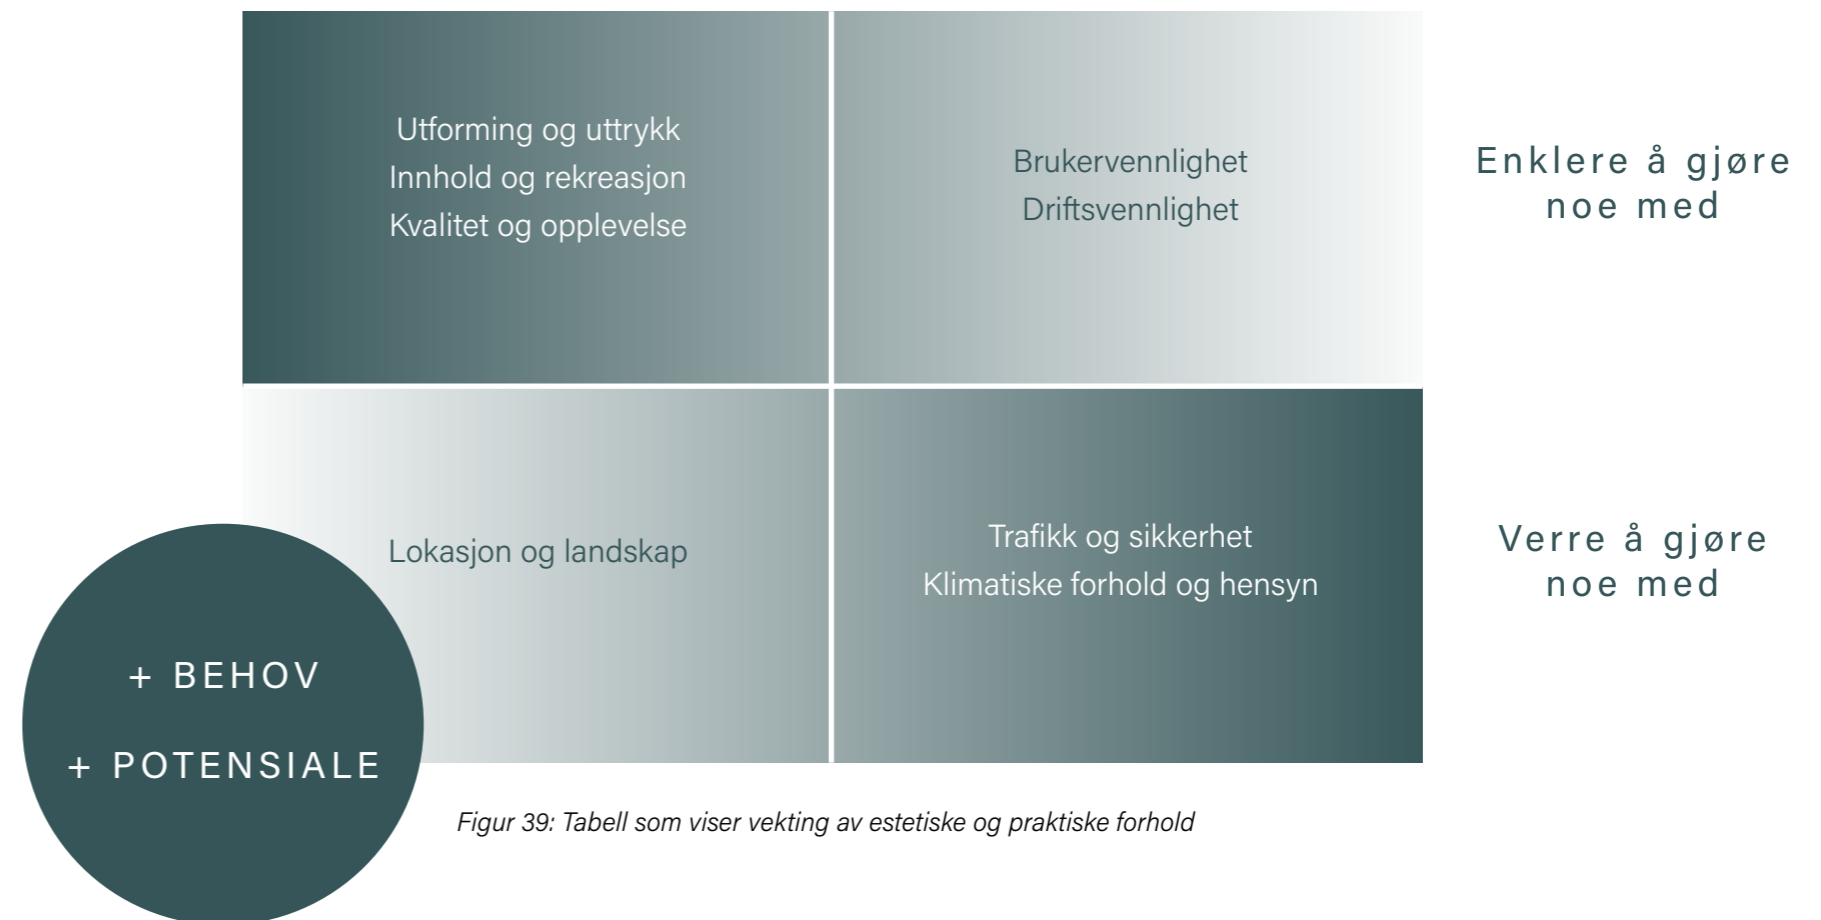 Utforming og uttrykk
Innhold og rekreasjon
Kvalitet og opplevelse
Brukervennlighet
Driftsvennlighet
Enklere å gjøre
noe med
Lokasjon og landskap
Trafikk og sikkerhet
Klimatiske forhold og hensyn
Verre å gjøre
noe med
+ BEHOV
+ POTENSIALE
Figur 39: Tabell som viser vekting av estetiske og praktiske forhold